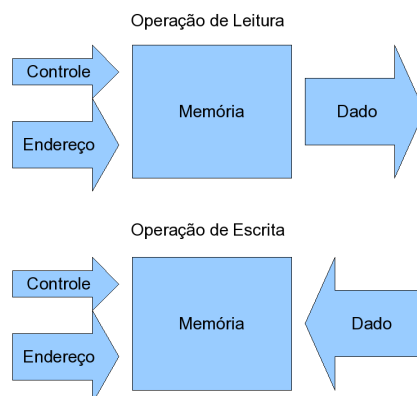 Operação de Leitura
Controle
Memória
Dado
Endereço
Operação de Escrita
Controle
Memória
Dado
Endereço